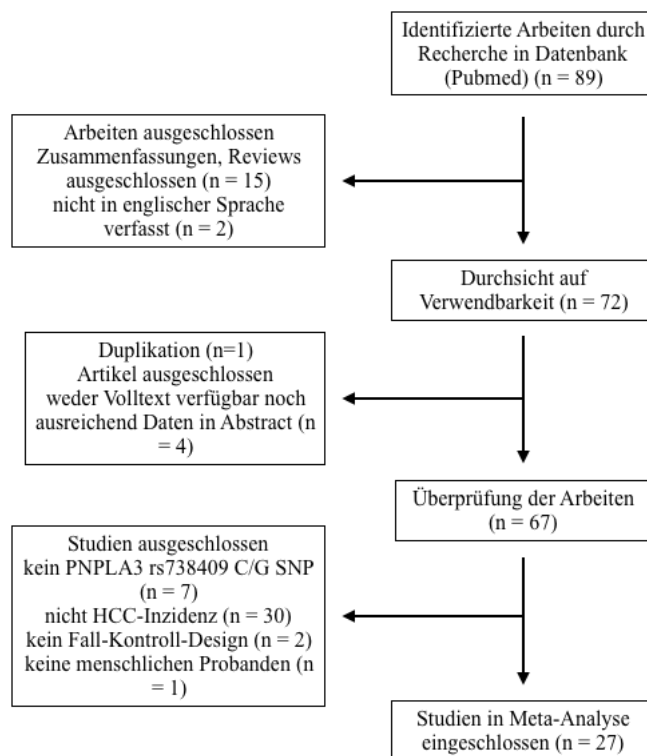 Identifizierte Arbeiten durch
Recherche in Datenbank
(Pubmed) (n = 89)
Arbeiten ausgeschlossen
Zusammenfassungen, Reviews
ausgeschlossen (n = 15)
nicht in englischer Sprache
verfasst (n = 2)
Durchsicht auf
Verwendbarkeit (n = 72)
Duplikation (n=1)
Artikel ausgeschlossen
weder Volltext verfügbar noch
ausreichend Daten in Abstract (n
= 4)
Überprüfung der Arbeiten
(n = 67)
Studien ausgeschlossen
kein PNPLA3 rs738409 C/G SNP
(n = 7)
nicht HCC-Inzidenz (n = 30)
kein Fall-Kontroll-Design (n = 2)
keine menschlichen Probanden (n
= 1)
Studien in Meta-Analyse
eingeschlossen (n = 27)